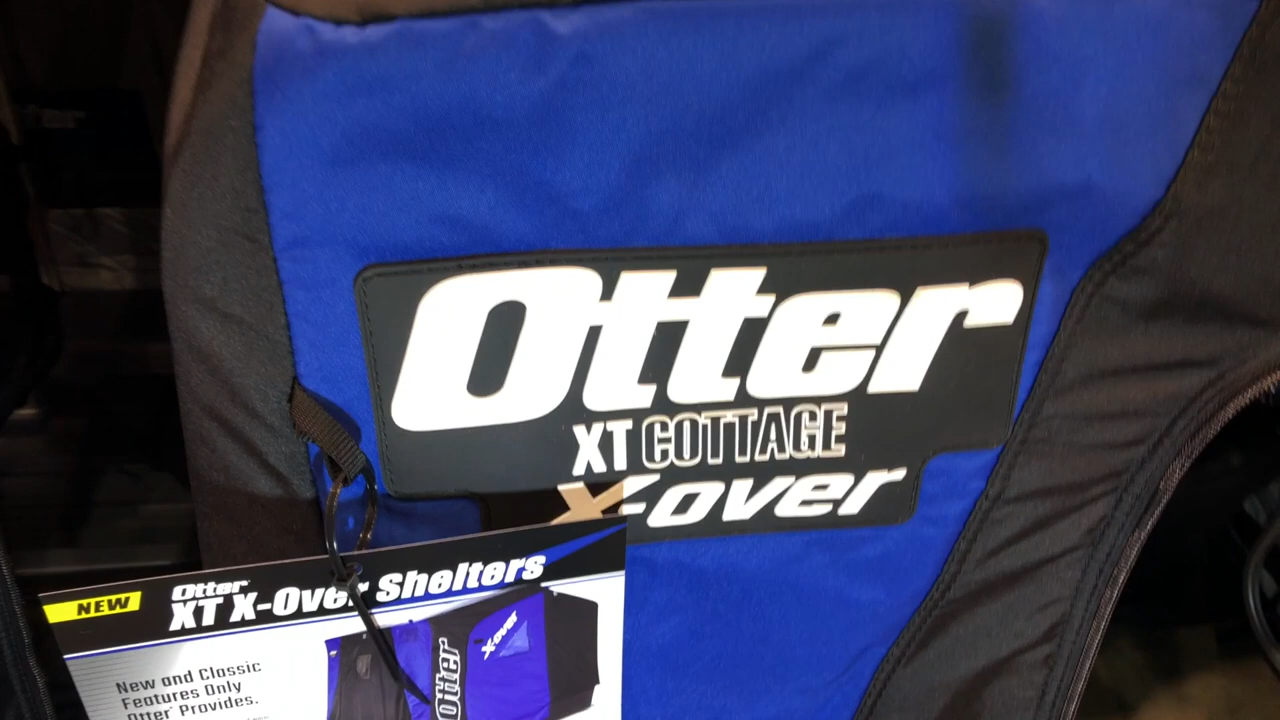 Otter
XT COTTAGE
X-over
NEW
Otter
XT X-Over Shelters
New and Classic
Features Only
Otter Provides.
X-over
Otter